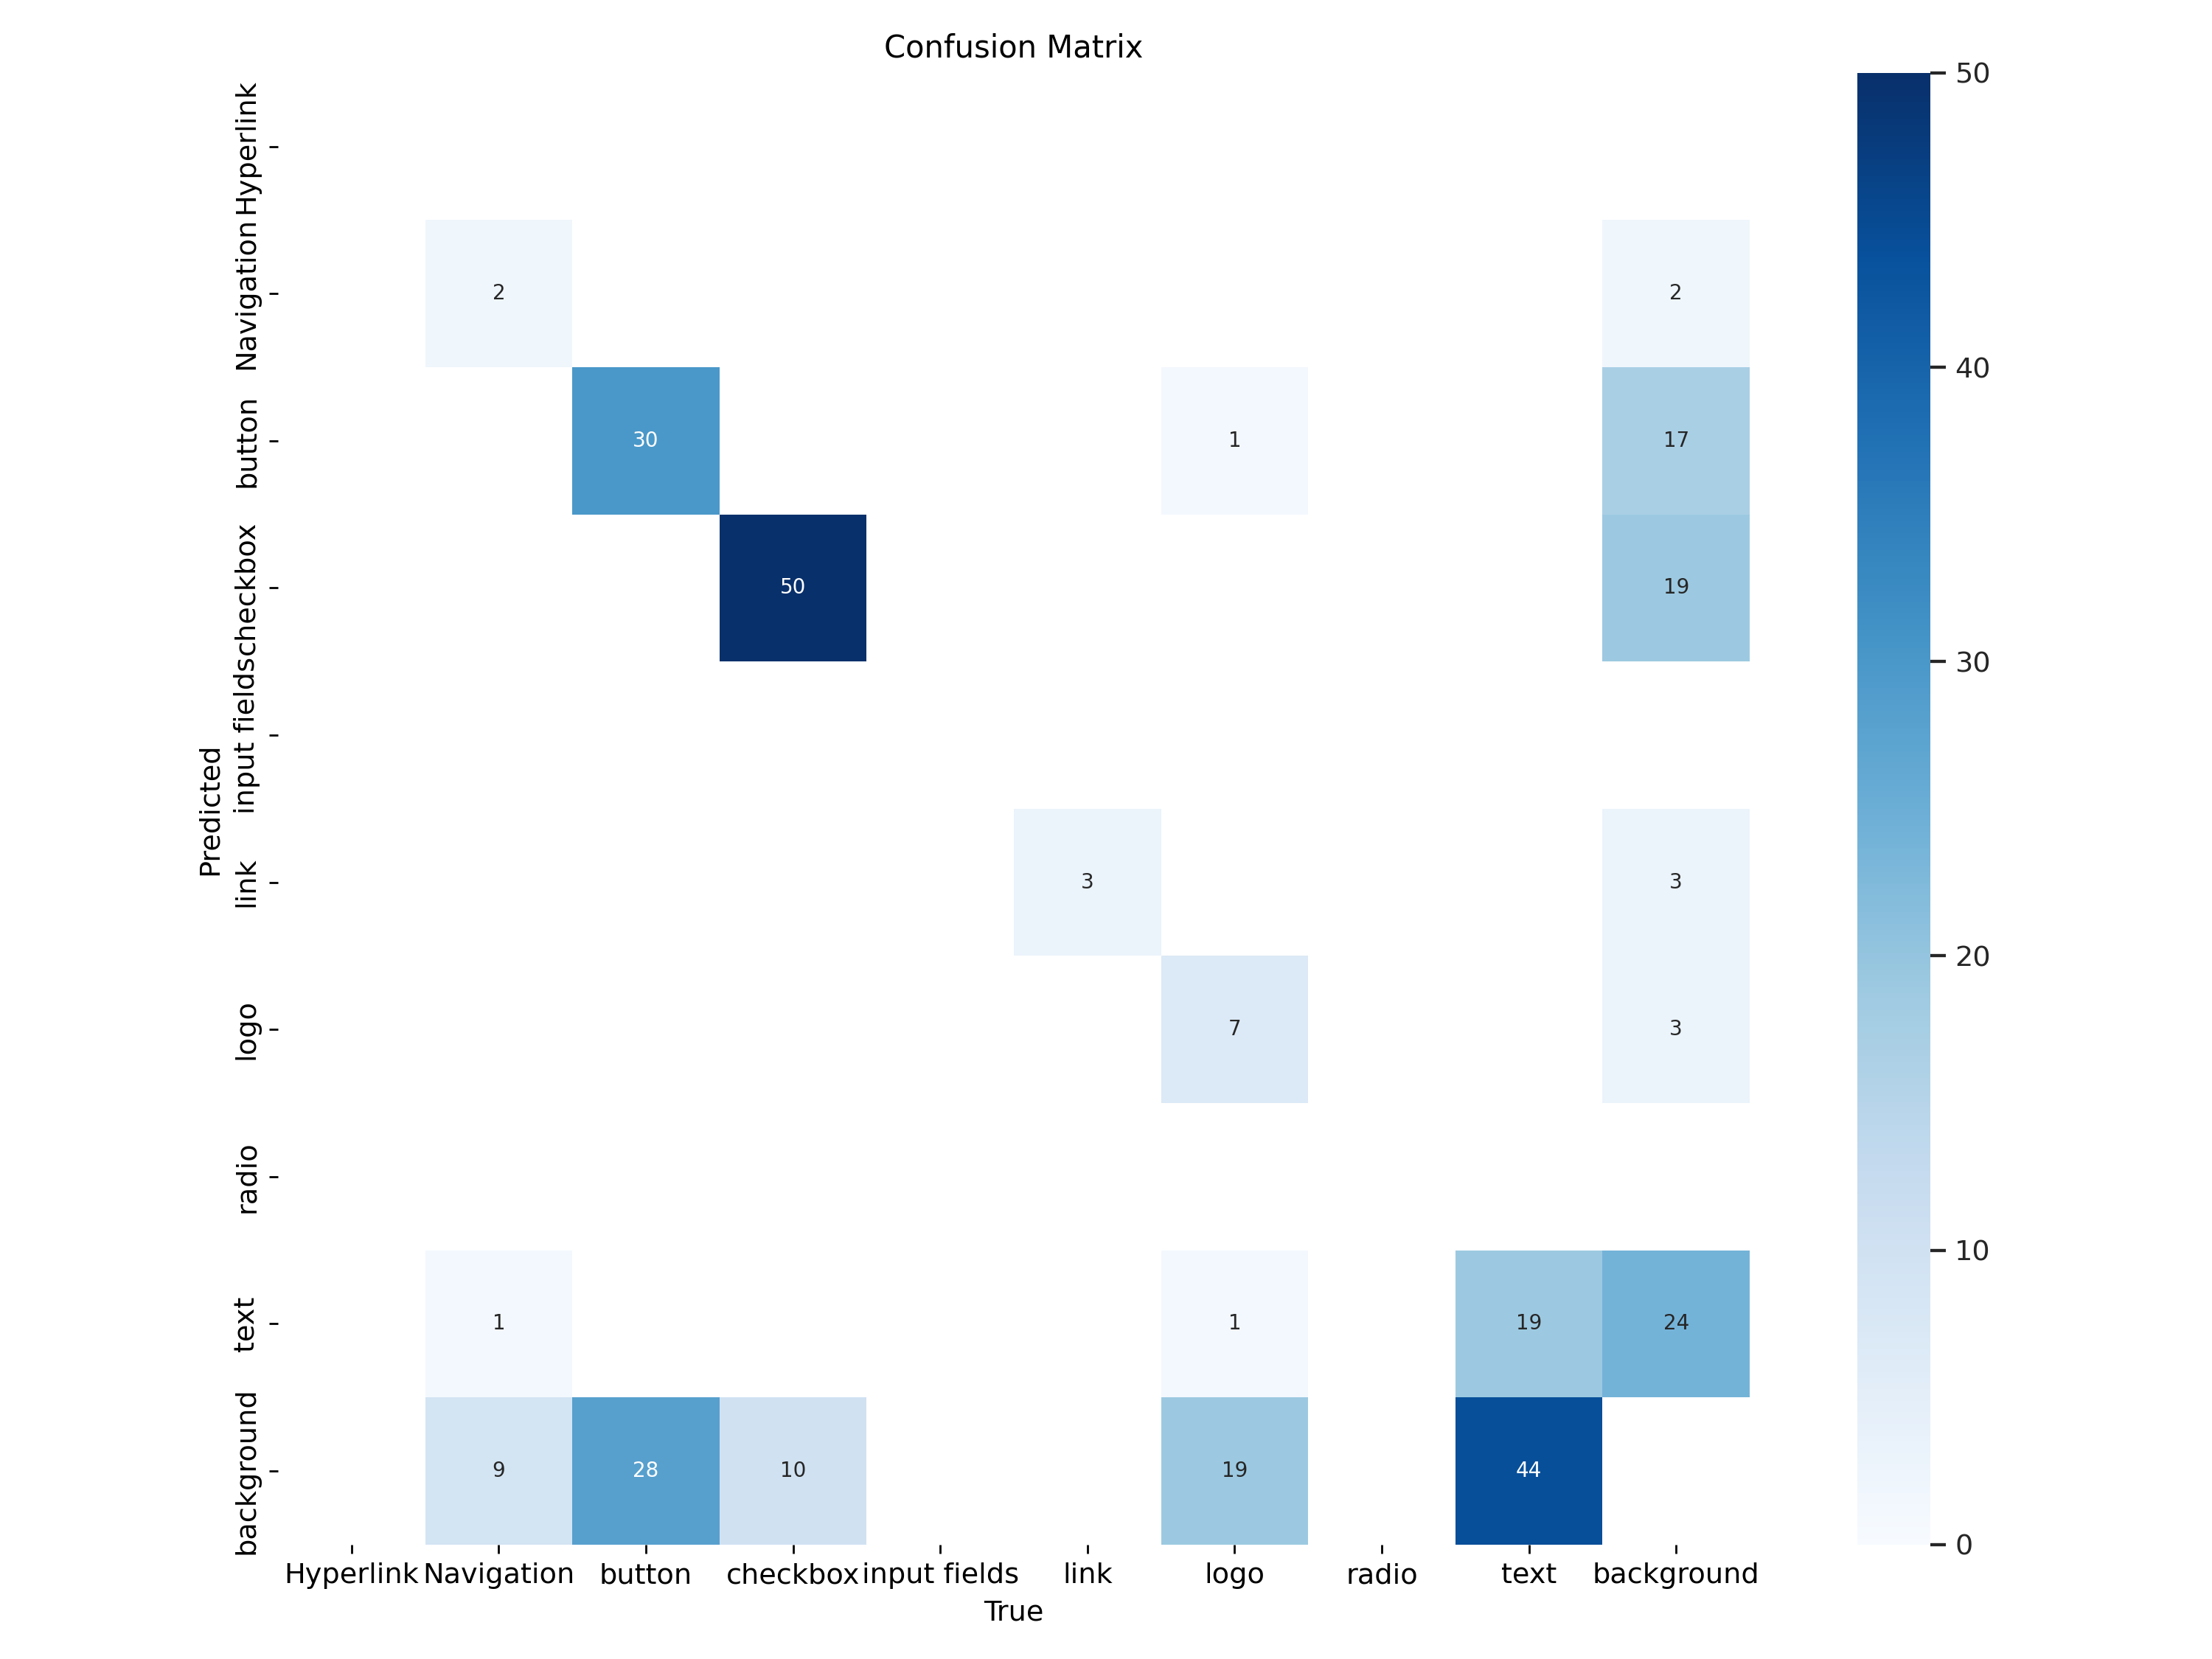 Confusion Matrix
Predicted
Hyperlink
Navigation 2 2
button 30 1 17
checkbox 50 19
input fields
link 3 3
logo 7 3
radio
text 1 1 19 24
background 9 28 10 19 44
Hyperlink Navigation button checkbox input fields link logo radio text background
True
50
40
30
20
10
0